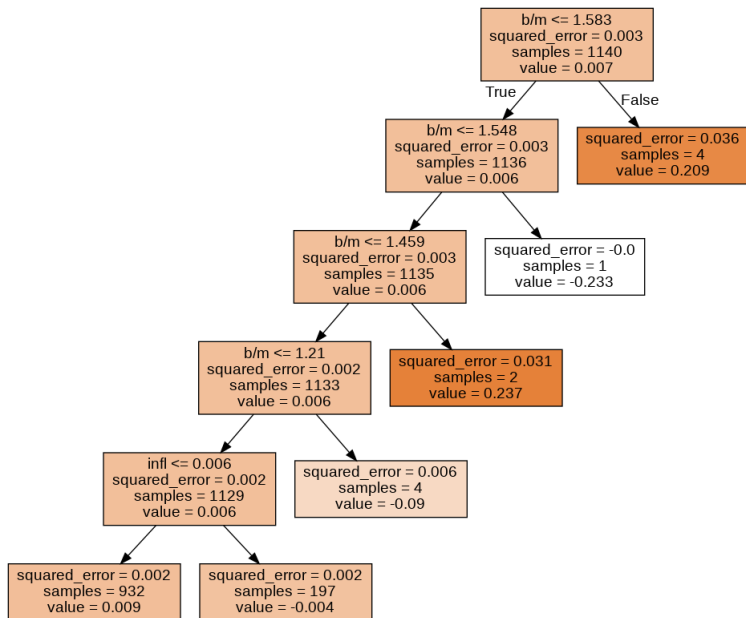 b/m <= 1.583
squared_error = 0.003
samples = 1140
value = 0.007
True
False
b/m <= 1.548
squared_error = 0.003
samples = 1136
value = 0.006
squared_error = 0.036
samples = 4
value = 0.209
b/m <= 1.459
squared_error = 0.003
samples = 1135
value = 0.006
squared_error = -0.0
samples = 1
value = -0.233
b/m <= 1.21
squared_error = 0.002
samples = 1133
value = 0.006
squared_error = 0.031
samples = 2
value = 0.237
infl <= 0.006
squared_error = 0.002
samples = 1129
value = 0.006
squared_error = 0.006
samples = 4
value = -0.09
squared_error = 0.002
samples = 932
value = 0.009
squared_error = 0.002
samples = 197
value = -0.004